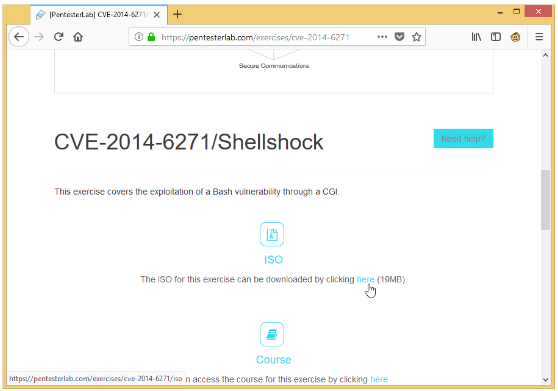 [PentesterLab] CVE-2014-6271/
https://pentesterlab.com/exercises/cve-2014-6271
Secure Communications
CVE-2014-6271/Shellshock
Need help?
This exercise covers the exploitation of a Bash vulnerability through a CGI.
ISO
The ISO for this exercise can be downloaded by clicking here (19MB).
Course
https://pentesterlab.com/exercises/cve-2014-6271/iso n access the course for this exercise by clicking here